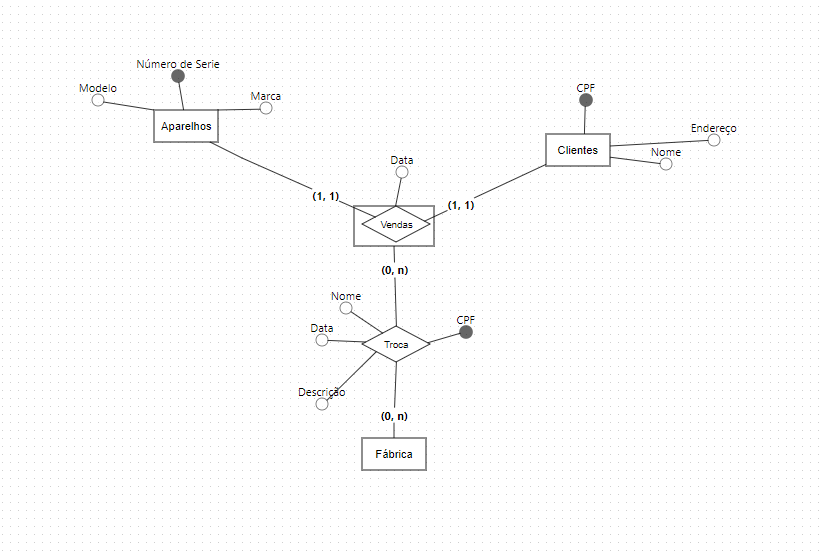 Número de Serie
Modelo
Marca
Aparelhos
CPF
Endereço
Nome
Clientes
Data
(1, 1)
(1, 1)
Vendas
(0, n)
Nome
CPF
Data
Troca
Descrição
(0, n)
Fábrica